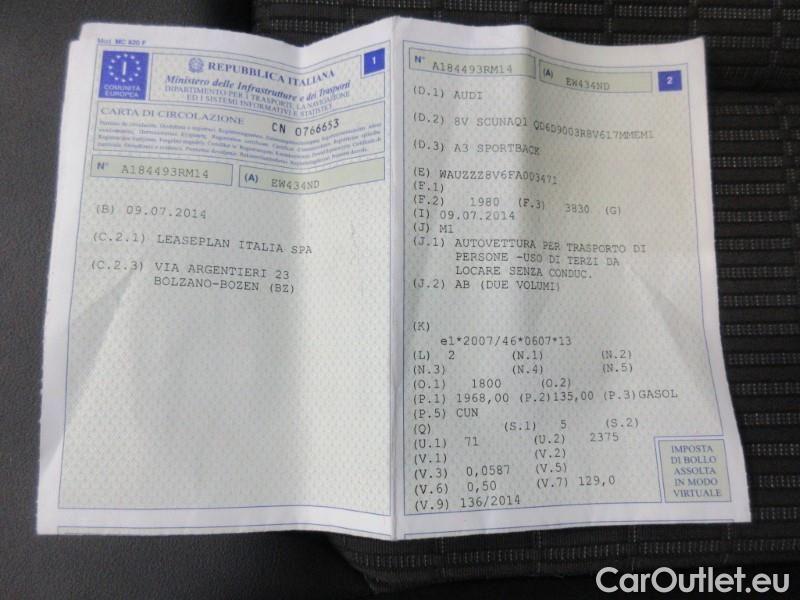 Mod. MC 820 F
1
REPUBBLICA ITALIANA
Ministero delle Infrastrutture e dei Trasporti
DIPARTIMENTO PER I TRASPORTI, LA NAVIGAZIONE
ED I SISTEMI INFORMATIVI E STATISTICI
I
COMUNITÀ
EUROPEA
CARTA DI CIRCOLAZIONE
CN 0766653
N° A184493RM14 (A) EW434ND
(B) 09.07.2014
(C.2.1) LEASEPLAN ITALIA SPA
(C.2.3) VIA ARGENTIERI 23
BOLZANO-BOZEN (BZ)
N° A184493RM14 (A) EW434ND 2
(D.1) AUDI
(D.2) 8V SCUNAQ1 QD6D9003R8V617MMEM1
(D.3) A3 SPORTBACK
(E) WAUZZZ8V6FA003471
(F.1)
(F.2) 1980 (F.3) 3830 (G)
(I) 09.07.2014
(J) M1
(J.1) AUTOVETTURA PER TRASPORTO DI
PERSONE -USO DI TERZI DA
LOCARE SENZA CONDUC.
(J.2) AB (DUE VOLUMI)
(K)
e1*2007/46*0607*13
(L) 2 (N.1) (N.2)
(N.3) (N.4) (N.5)
(O.1) 1800 (O.2)
(P.1) 1968,00 (P.2)135,00 (P.3)GASOL
(P.5) CUN
(Q) (S.1) 5 (S.2)
(U.1) 71 (U.2) 2375
(V.1) (V.2)
(V.3) 0,0587 (V.5)
(V.6) 0,50 (V.7) 129,0
(V.9) 136/2014
IMPOSTA
DI BOLLO
ASSOLTA
IN MODO
VIRTUALE
CarOutlet.eu